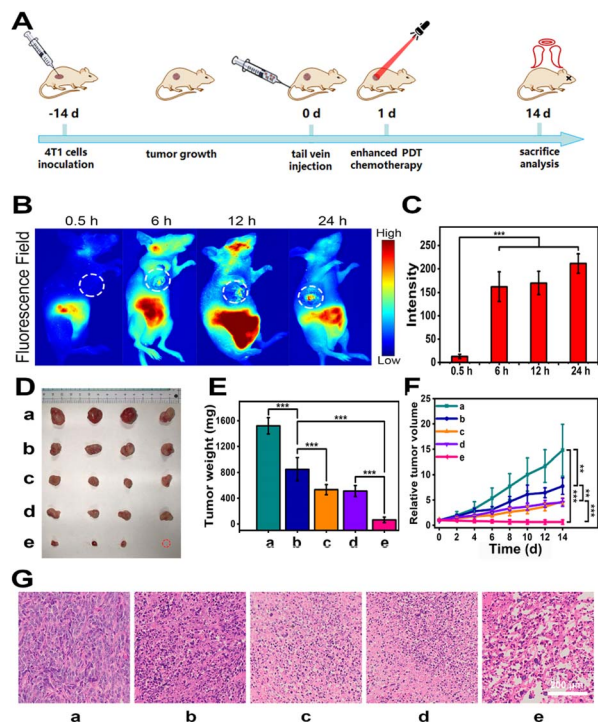 A
-14 d
0 d
1 d
14 d
4T1 cells
inoculation
tumor growth
tail vein
injection
enhanced PDT
chemotherapy
sacrifice
analysis
B
0.5 h
6 h
12 h
24 h
High
Fluorescence Field
Low
C
Intensity
250
200
150
100
50
0
***
0.5 h
6 h
12 h
24 h
D
a
b
c
d
e
E
Tumor weight (mg)
1600
1200
800
400
0
***
***
***
***
a
b
c
d
e
F
Relative tumor volume
25
20
15
10
5
0
a
b
c
d
e
**
***
**
***
0
2
4
6
8
10
12
14
Time (d)
G
a
b
c
d
e